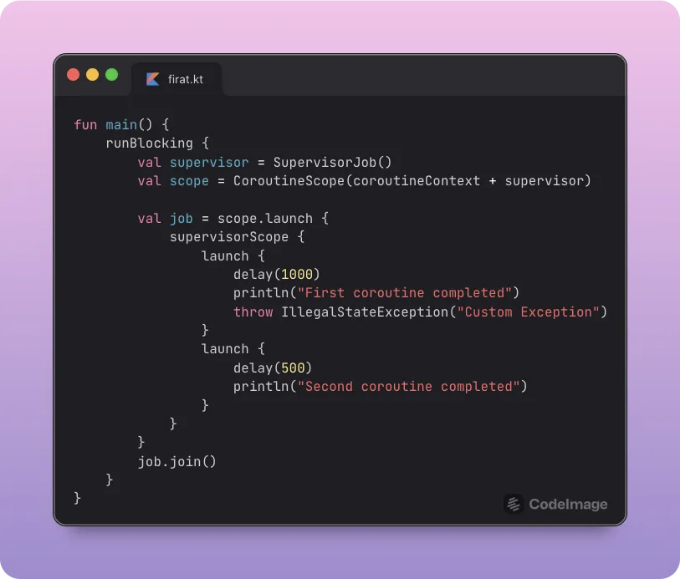 firat.kt
fun main() {
    runBlocking {
        val supervisor = SupervisorJob()
        val scope = CoroutineScope(coroutineContext + supervisor)

        val job = scope.launch {
            supervisorScope {
                launch {
                    delay(1000)
                    println("First coroutine completed")
                    throw IllegalStateException("Custom Exception")
                }
                launch {
                    delay(500)
                    println("Second coroutine completed")
                }
            }
        }
        job.join()
    }
}
CodeImage